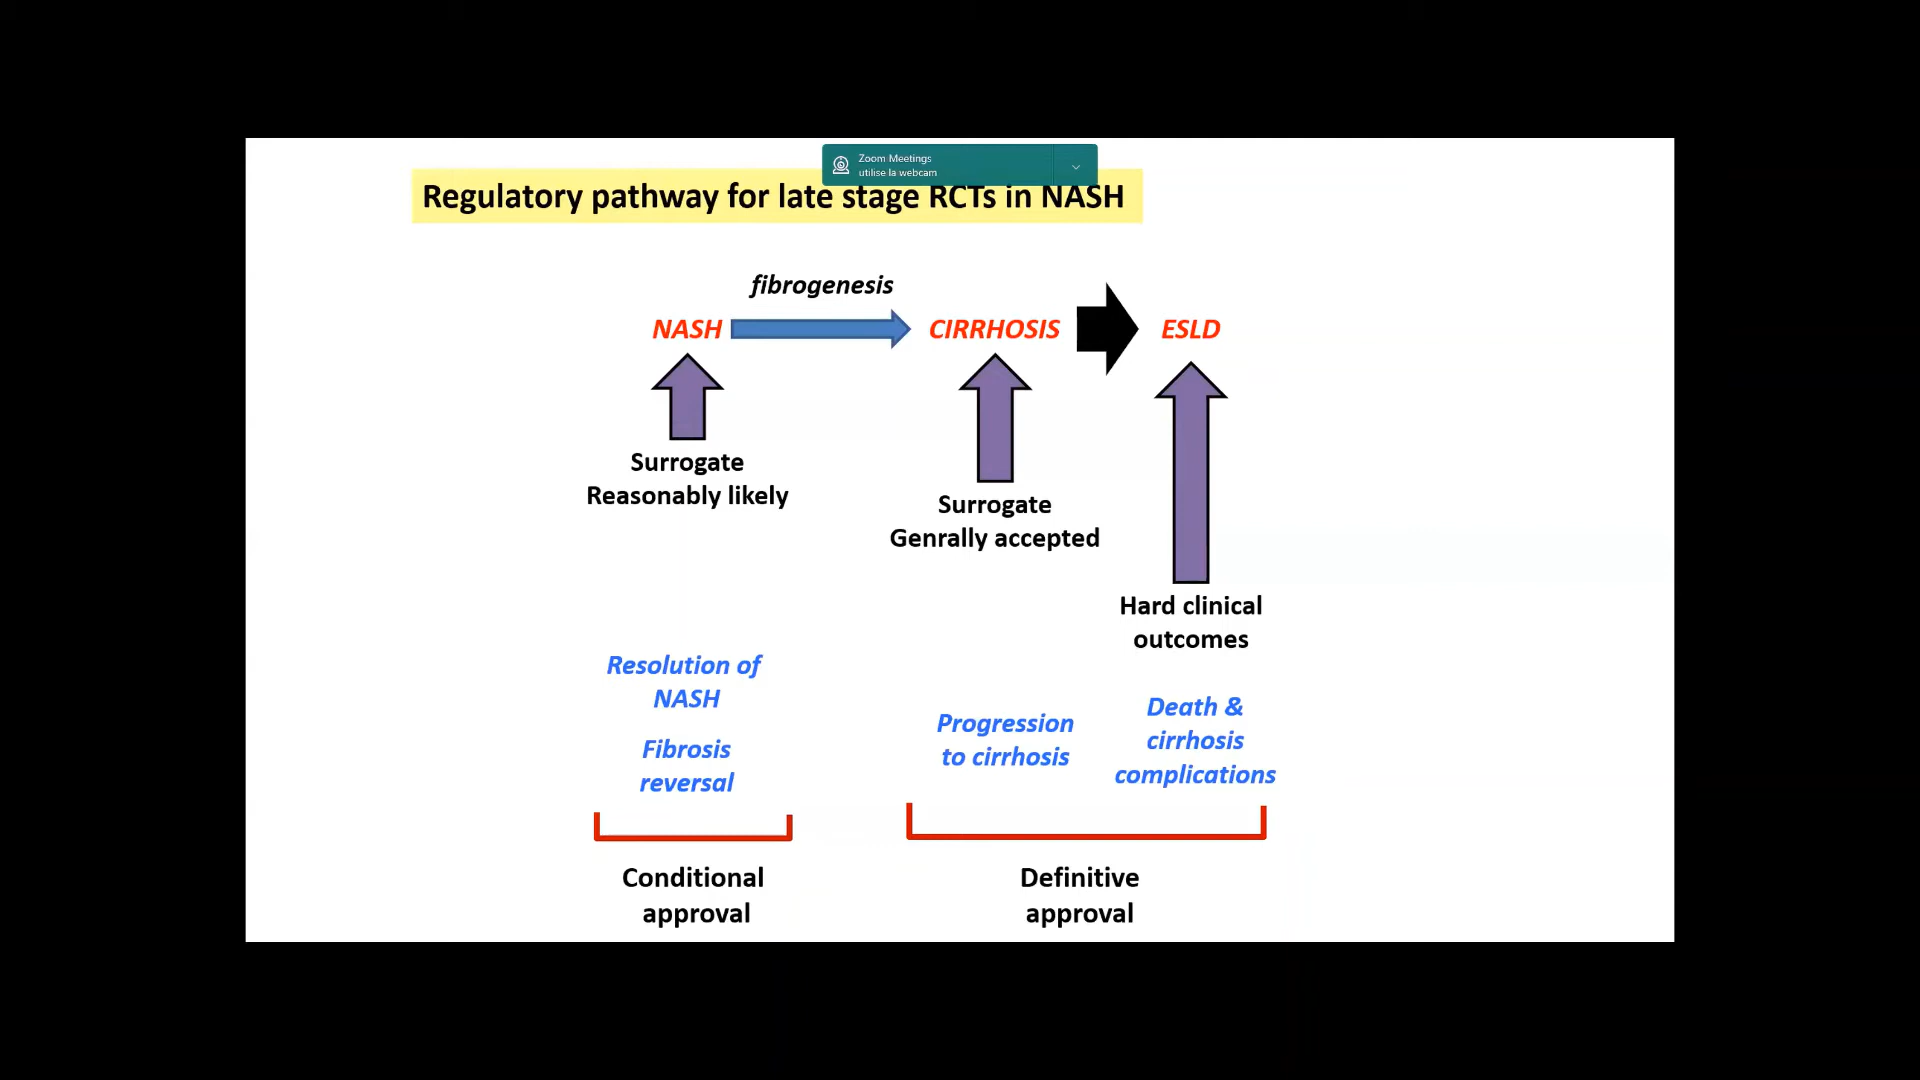 Zoom Meetings
utilise la webcam
Regulatory pathway for late stage RCTs in NASH
fibrogenesis
NASH
CIRRHOSIS
ESLD
Surrogate
Reasonably likely
Surrogate
Genrally accepted
Hard clinical
outcomes
Resolution of
NASH
Fibrosis
reversal
Progression
to cirrhosis
Death &
cirrhosis
complications
Conditional
approval
Definitive
approval